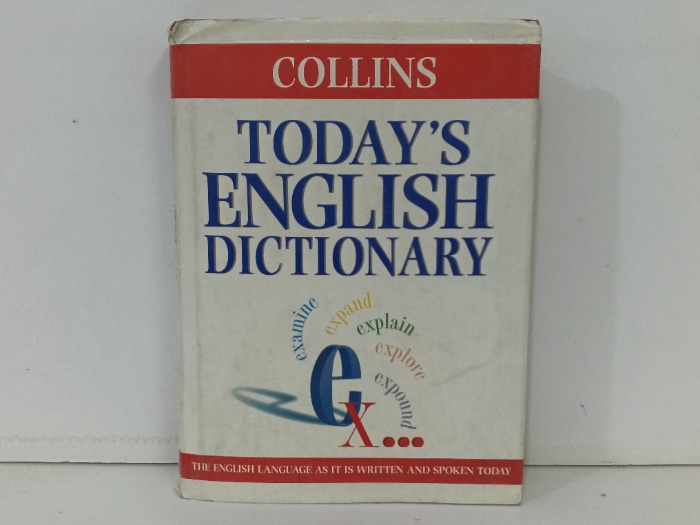 COLLINS
TODAY'S
ENGLISH
DICTIONARY
examine
expand
explain
explore
expound
ex...
THE ENGLISH LANGUAGE AS IT IS WRITTEN AND SPOKEN TODAY